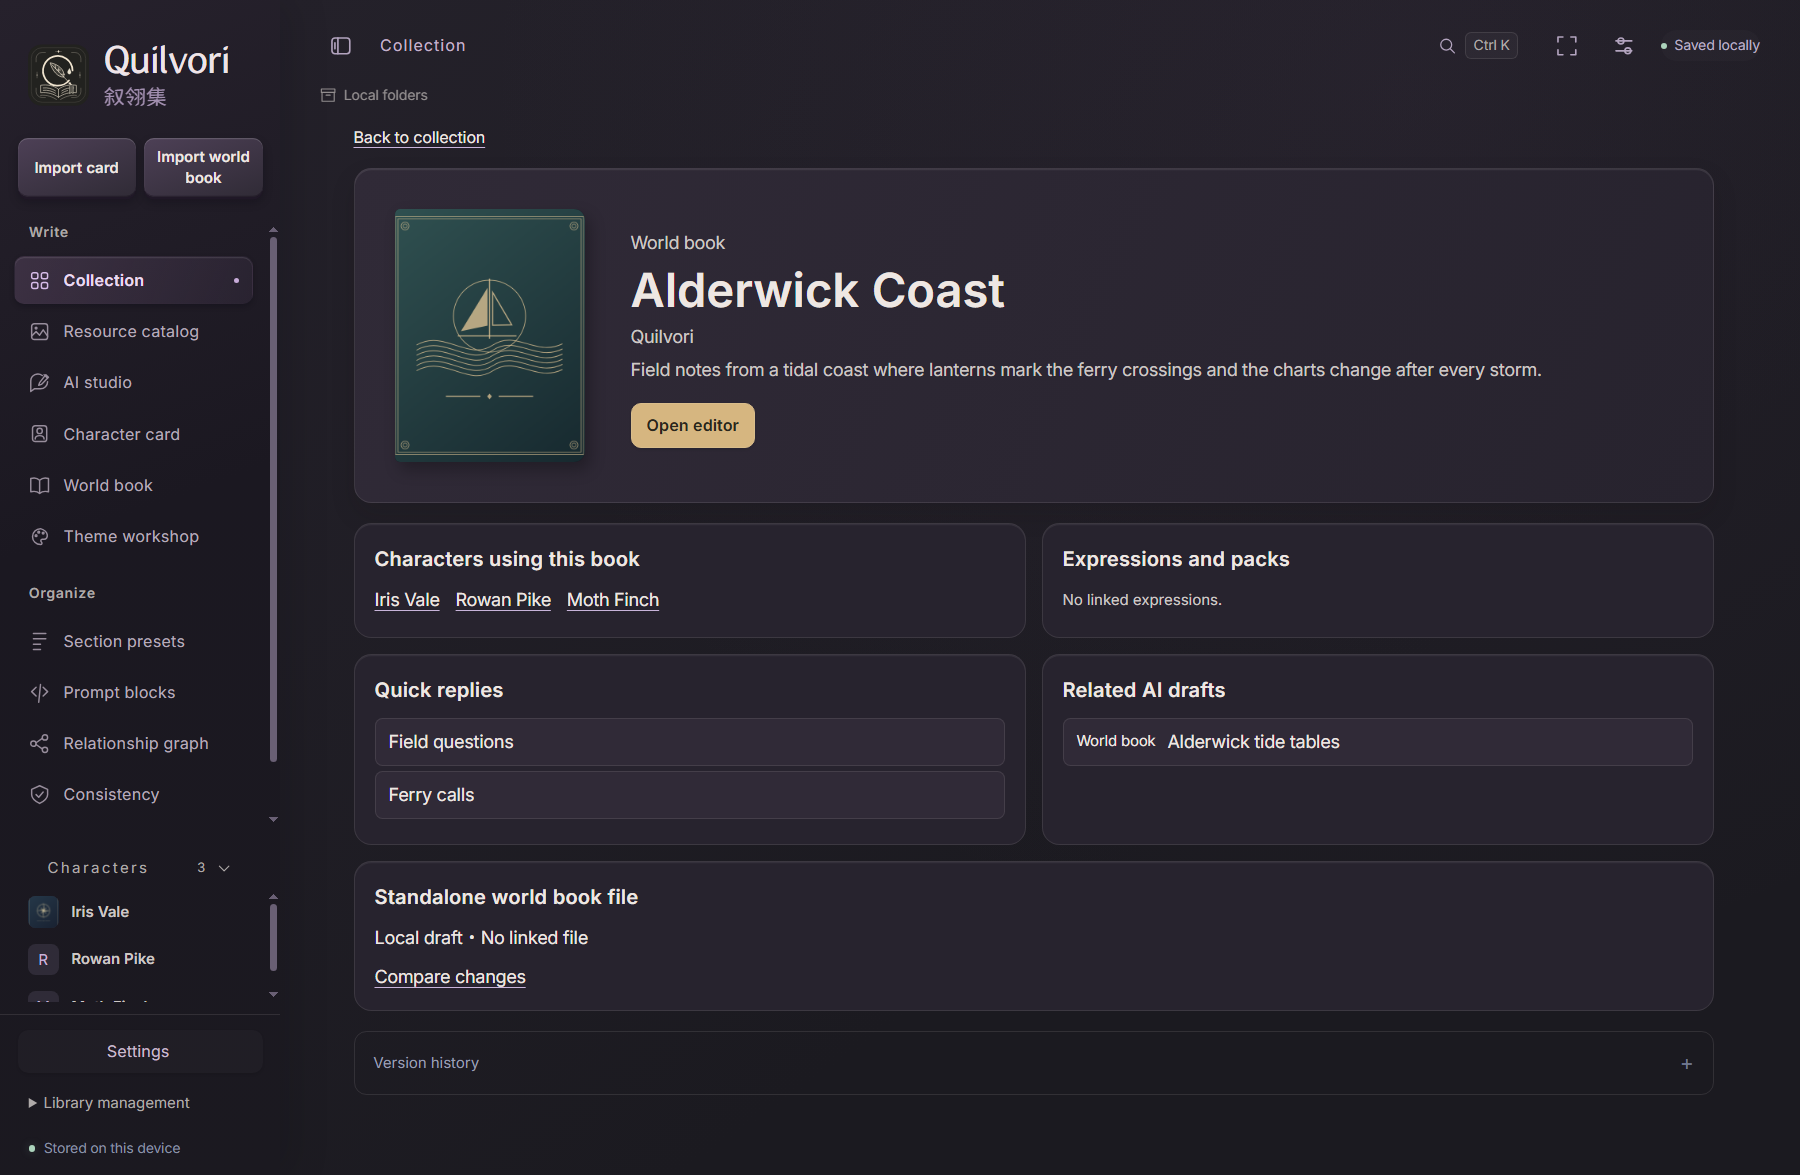 Quilvori
叙翎集
Import card
Import world
book
Write
Collection
Resource catalog
AI studio
Character card
World book
Theme workshop
Organize
Section presets
Prompt blocks
Relationship graph
Consistency
Characters 3
Iris Vale
R Rowan Pike
Settings
Library management
Stored on this device
Collection
Ctrl K
Saved locally
Local folders
Back to collection
World book
Alderwick Coast
Quilvori
Field notes from a tidal coast where lanterns mark the ferry crossings and the charts change after every storm.
Open editor
Characters using this book
Iris Vale Rowan Pike Moth Finch
Expressions and packs
No linked expressions.
Quick replies
Field questions
Ferry calls
Related AI drafts
World book Alderwick tide tables
Standalone world book file
Local draft • No linked file
Compare changes
Version history +